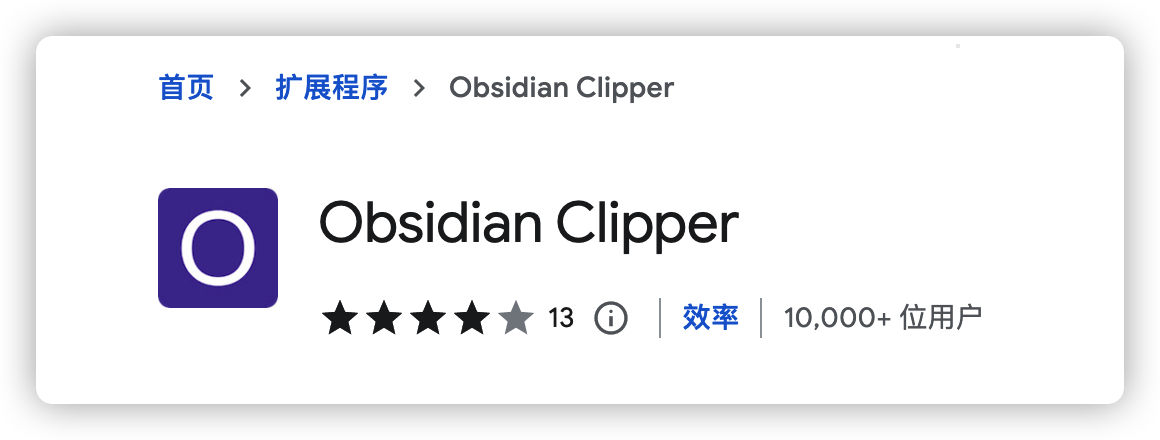 首页 > 扩展程序 > Obsidian Clipper
O
Obsidian Clipper
13 效率 10,000+ 位用户